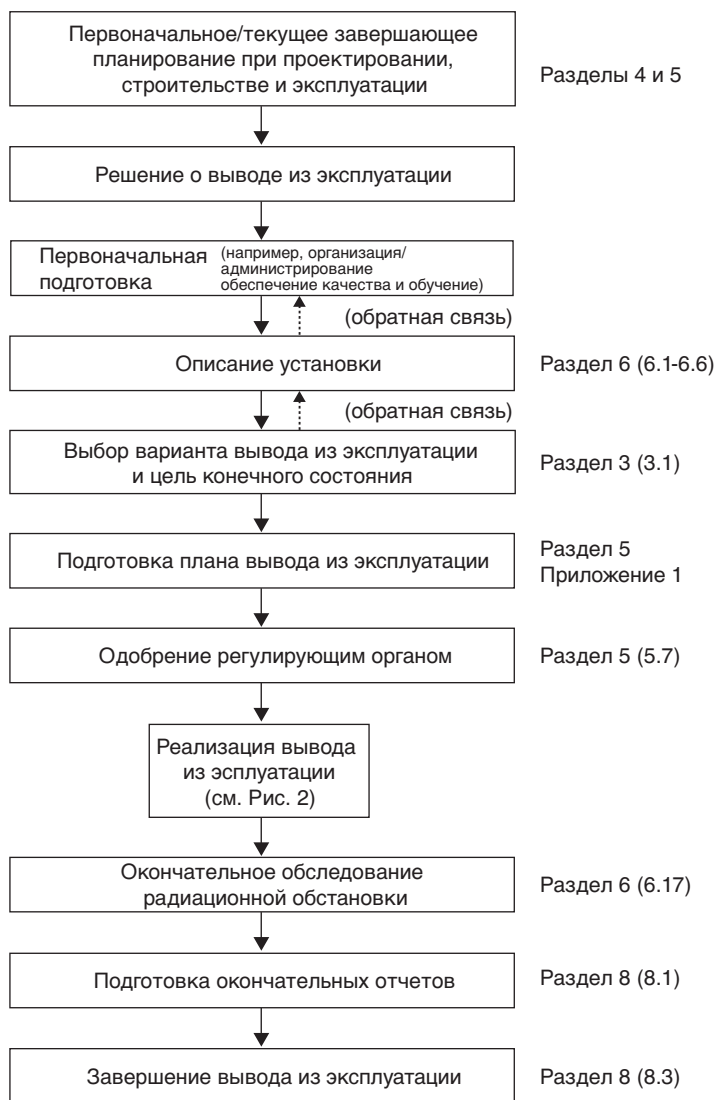 Первоначальное/текущее завершающее
планирование при проектировании,
строительстве и эксплуатации
Разделы 4 и 5
Решение о выводе из эксплуатации
Первоначальная
подготовка
(например, организация/
администрирование
обеспечение качества и обучение)
(обратная связь)
Описание установки
Раздел 6 (6.1-6.6)
(обратная связь)
Выбор варианта вывода из эксплуатации
и цель конечного состояния
Раздел 3 (3.1)
Подготовка плана вывода из эксплуатации
Раздел 5
Приложение 1
Одобрение регулирующим органом
Раздел 5 (5.7)
Реализация вывода
из эсплуатации
(см. Рис. 2)
Окончательное обследование
радиационной обстановки
Раздел 6 (6.17)
Подготовка окончательных отчетов
Раздел 8 (8.1)
Завершение вывода из эксплуатации
Раздел 8 (8.3)